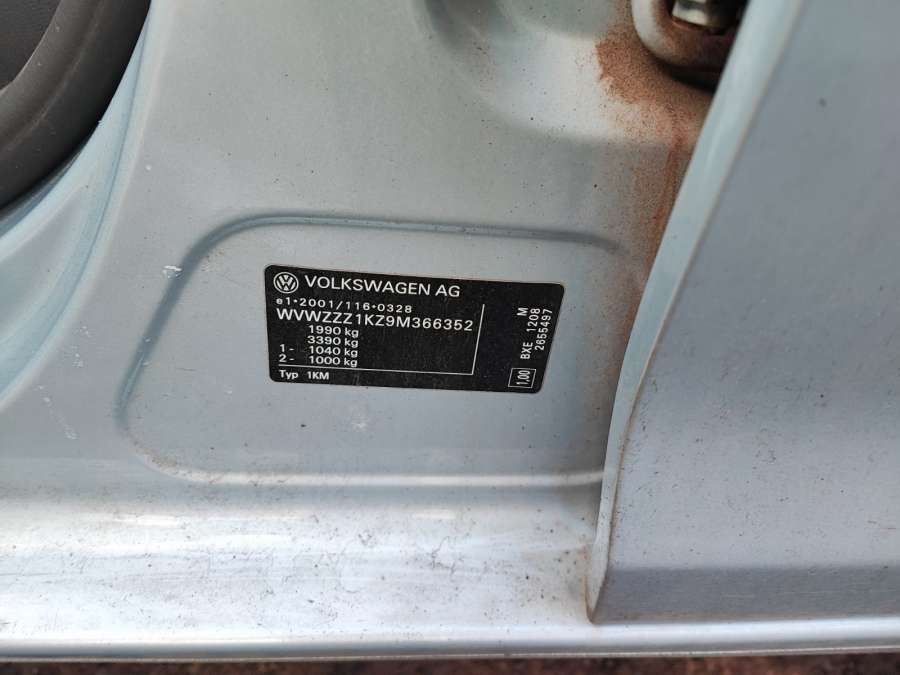 VOLKSWAGEN AG
e1*2001/116*0328
WVWZZZ1KZ9M366352
1990 kg
3390 kg
1- 1040 kg
2- 1000 kg
Typ 1KM
M
BXE 1208
2655497
1,00